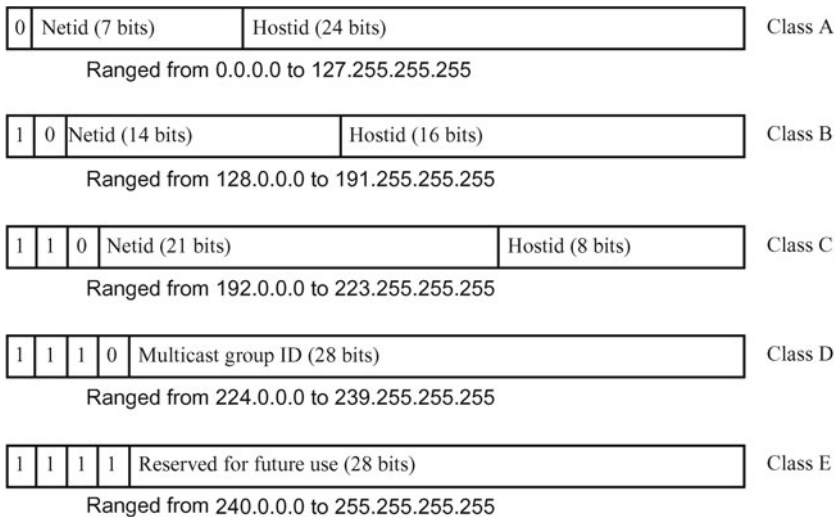 0 Netid (7 bits) Hostid (24 bits) Class A
Ranged from 0.0.0.0 to 127.255.255.255
1 0 Netid (14 bits) Hostid (16 bits) Class B
Ranged from 128.0.0.0 to 191.255.255.255
1 1 0 Netid (21 bits) Hostid (8 bits) Class C
Ranged from 192.0.0.0 to 223.255.255.255
1 1 1 0 Multicast group ID (28 bits) Class D
Ranged from 224.0.0.0 to 239.255.255.255
1 1 1 1 Reserved for future use (28 bits) Class E
Ranged from 240.0.0.0 to 255.255.255.255